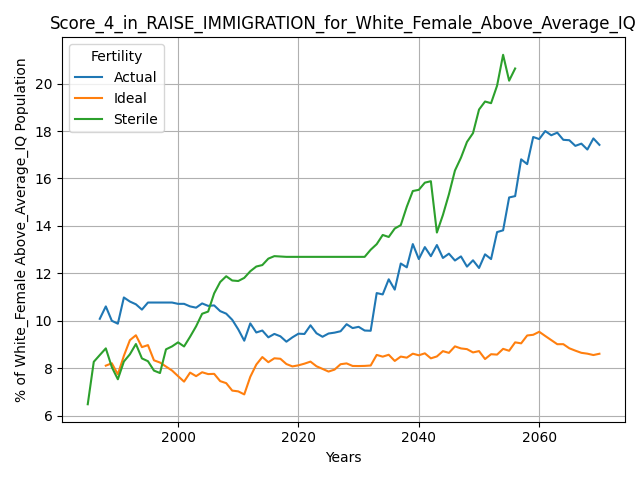 Score_4_in_RAISE_IMMIGRATION_for_White_Female_Above_Average_IQ
Fertility
Actual
Ideal
Sterile
% of White_Female Above_Average_IQ Population
20
18
16
14
12
10
8
6
2000
2020
2040
2060
Years